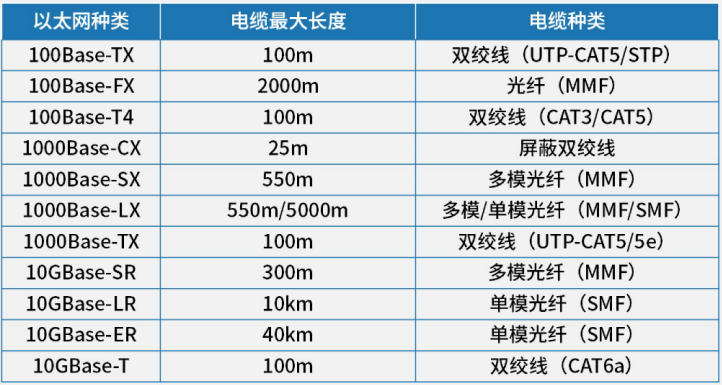 以太网种类 电缆最大长度 电缆种类
100Base-TX 100m 双绞线（UTP-CAT5/STP）
100Base-FX 2000m 光纤（MMF）
100Base-T4 100m 双绞线（CAT3/CAT5）
1000Base-CX 25m 屏蔽双绞线
1000Base-SX 550m 多模光纤（MMF）
1000Base-LX 550m/5000m 多模/单模光纤（MMF/SMF）
1000Base-TX 100m 双绞线（UTP-CAT5/5e）
10GBase-SR 300m 多模光纤（MMF）
10GBase-LR 10km 单模光纤（SMF）
10GBase-ER 40km 单模光纤（SMF）
10GBase-T 100m 双绞线（CAT6a）